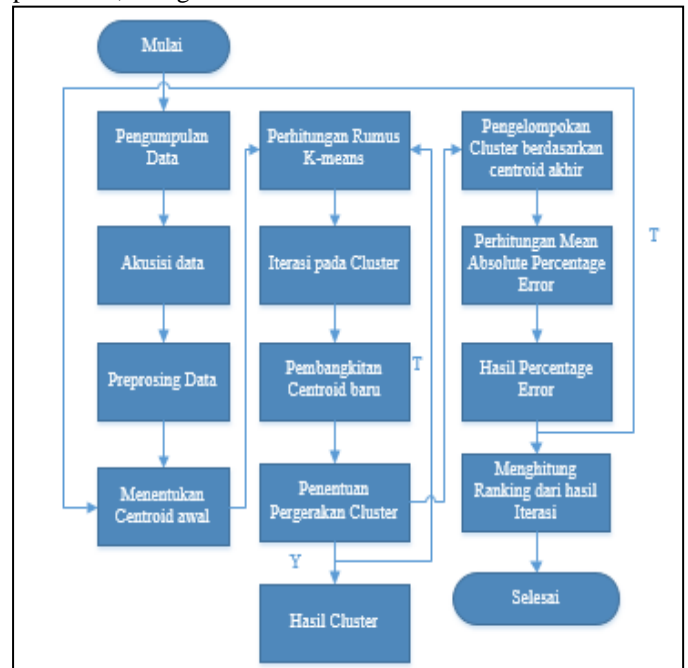 Mulai
Pengumpulan
Data
Akusisi data
Preprosing Data
Menentukan
Centroid awal
Perhitungan Rumus
K-means
Iterasi pada Cluster
Pembangkitan
Centroid baru
T
Penentuan
Pergerakan Cluster
Y
Hasil Cluster
Pengelompokan
Cluster berdasarkan
centroid akhir
Perhitungan Mean
Absolute Percentage
Error
T
Hasil Percentage
Error
Menghitung
Ranking dari hasil
Iterasi
Selesai